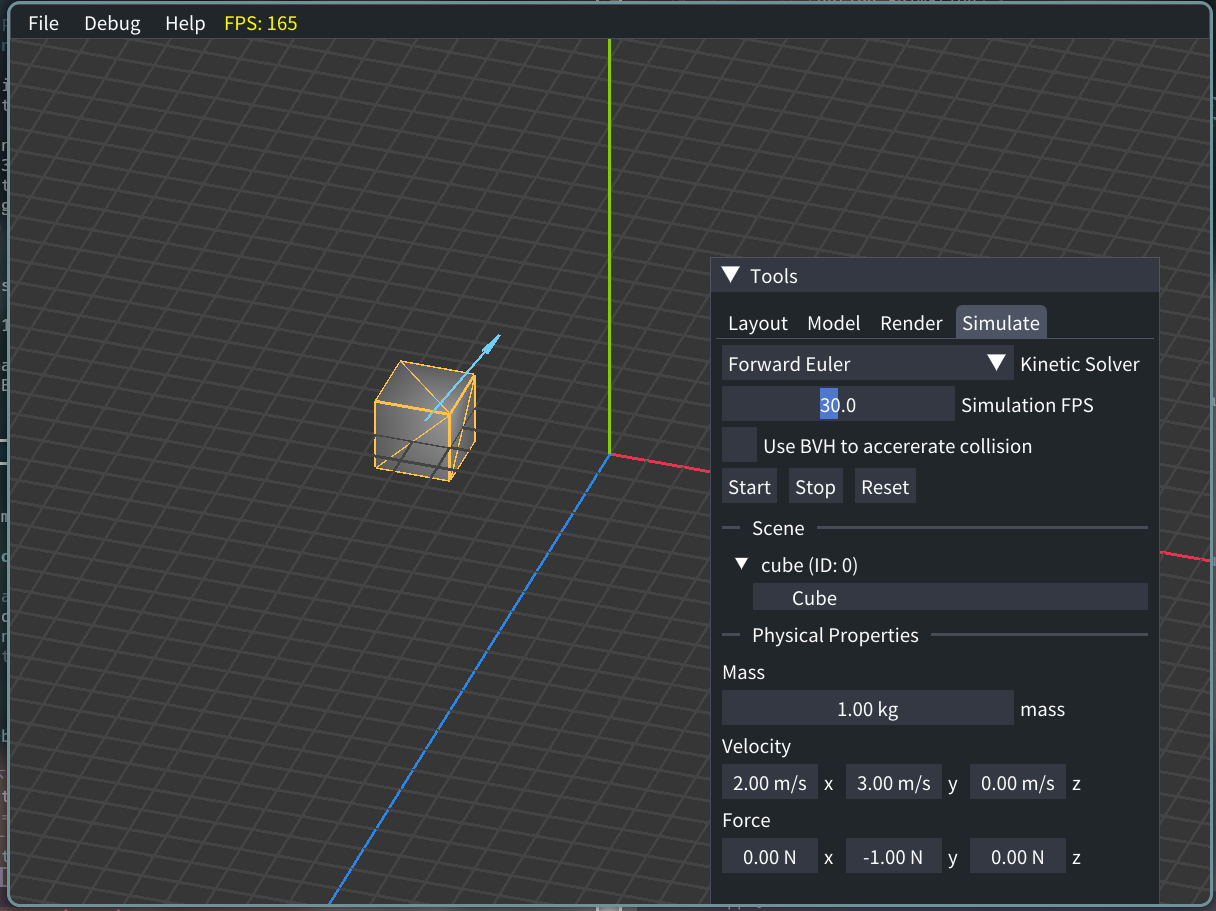 File Debug Help FPS: 165
Tools
Layout Model Render Simulate
Forward Euler Kinetic Solver
30.0 Simulation FPS
Use BVH to accererate collision
Start Stop Reset
Scene
cube (ID: 0)
Cube
Physical Properties
Mass
1.00 kg mass
Velocity
2.00 m/s x 3.00 m/s y 0.00 m/s z
Force
0.00 N x -1.00 N y 0.00 N z